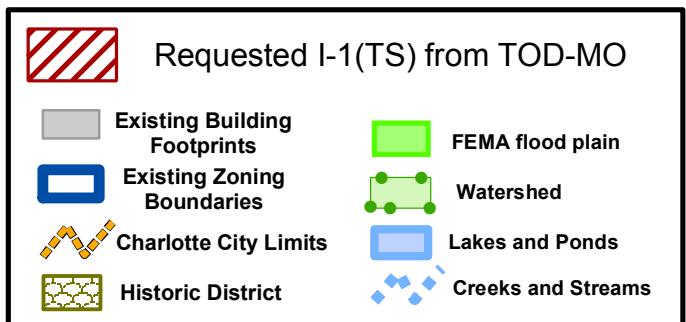 Requested I-1(TS) from TOD-MO
Existing Building
Footprints
Existing Zoning
Boundaries
Charlotte City Limits
Historic District
FEMA flood plain
Watershed
Lakes and Ponds
Creeks and Streams